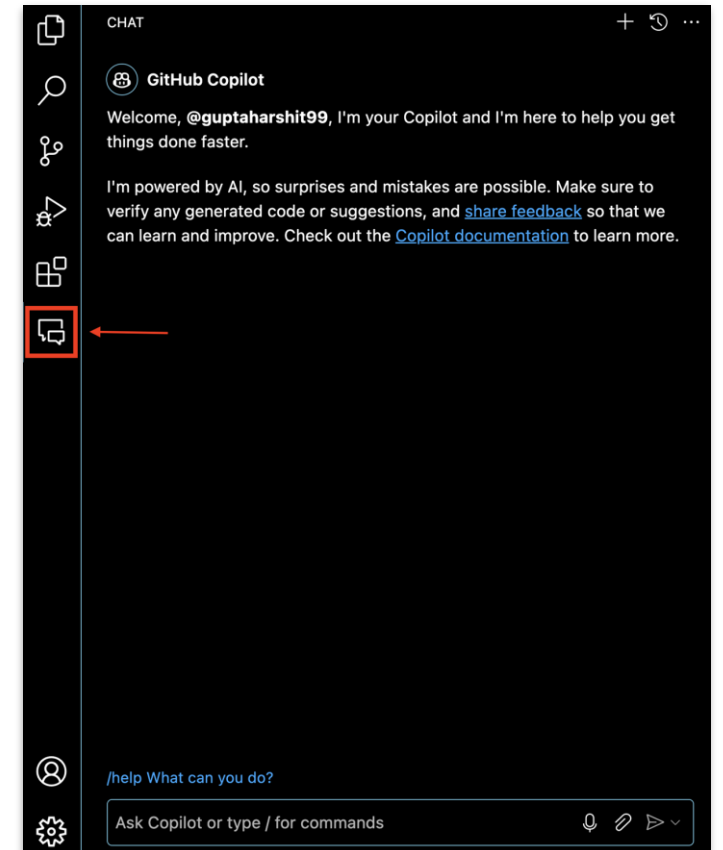 CHAT
GitHub Copilot
Welcome, @guptaharshit99, I'm your Copilot and I'm here to help you get
things done faster.
I'm powered by AI, so surprises and mistakes are possible. Make sure to
verify any generated code or suggestions, and share feedback so that we
can learn and improve. Check out the Copilot documentation to learn more.
/help What can you do?
Ask Copilot or type / for commands